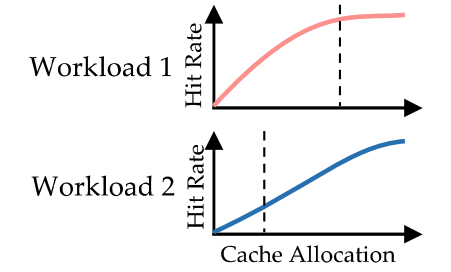 Workload 1
Hit Rate
Workload 2
Hit Rate
Cache Allocation